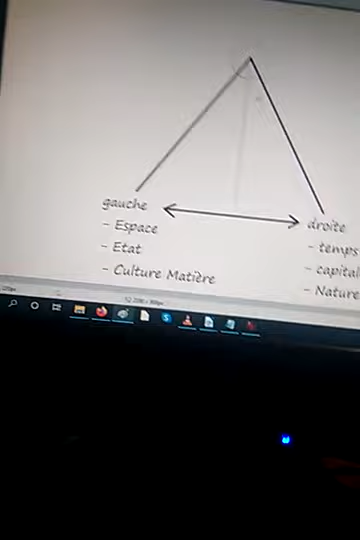 gauche
- Espace
- Etat
- Culture Matière
droite
- temps
- capital
- Nature